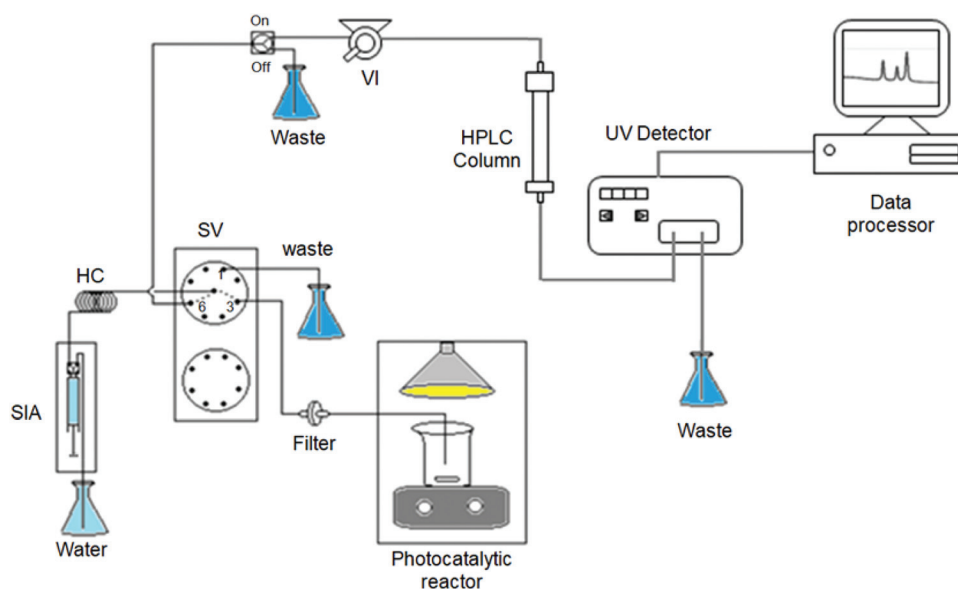 On
Off
VI
Waste
HPLC
Column
UV Detector
Data
processor
SV
waste
HC
1
6
3
SIA
Filter
Waste
Water
Photocatalytic
reactor